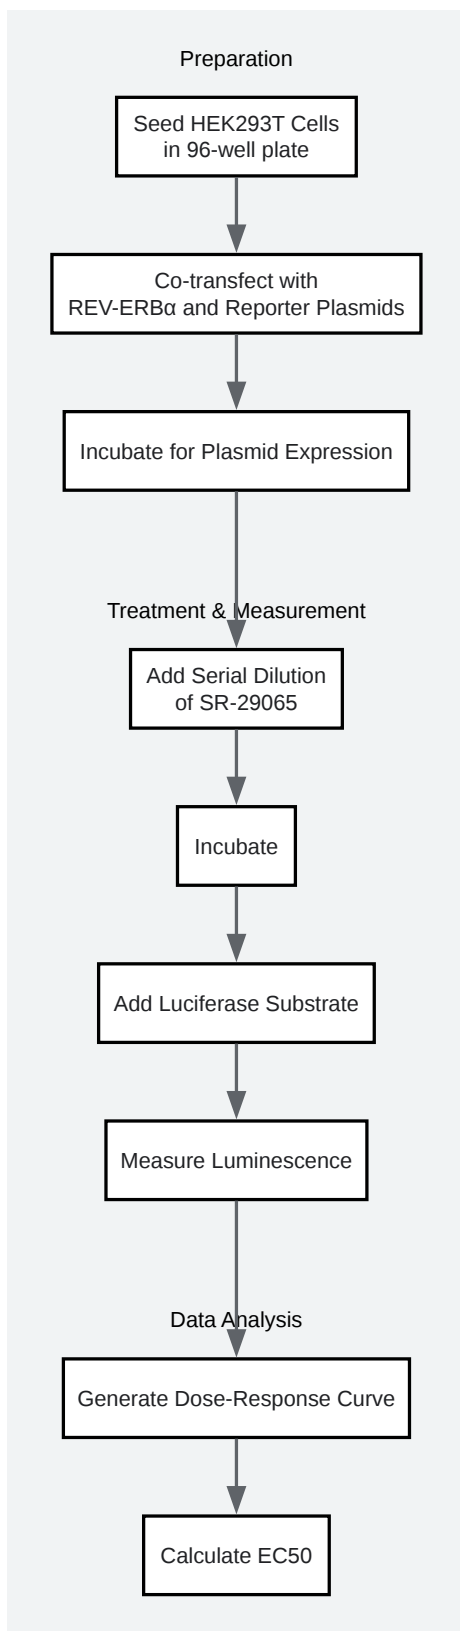 Preparation
Seed HEK293T Cells
in 96-well plate
Co-transfect with
REV-ERBα and Reporter Plasmids
Incubate for Plasmid Expression
Treatment & Measurement
Add Serial Dilution
of SR-29065
Incubate
Add Luciferase Substrate
Measure Luminescence
Data Analysis
Generate Dose-Response Curve
Calculate EC50